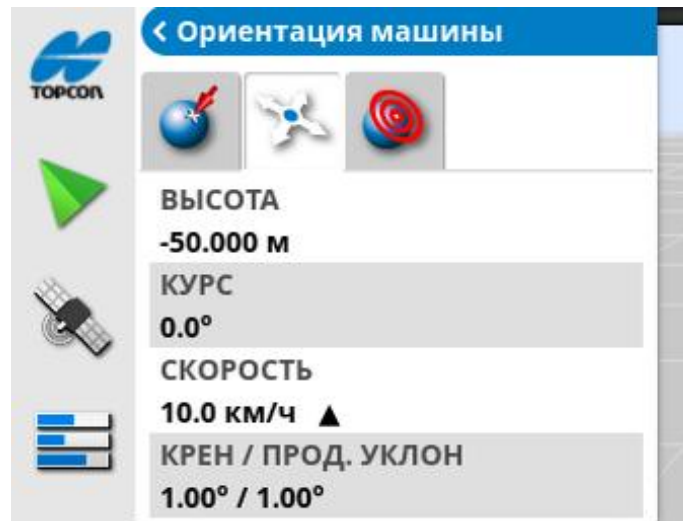 TOPCON
Ориентация машины
ВЫСОТА
-50.000 м
КУРС
0.0°
СКОРОСТЬ
10.0 км/ч ▲
КРЕН / ПРОД. УКЛОН
1.00° / 1.00°